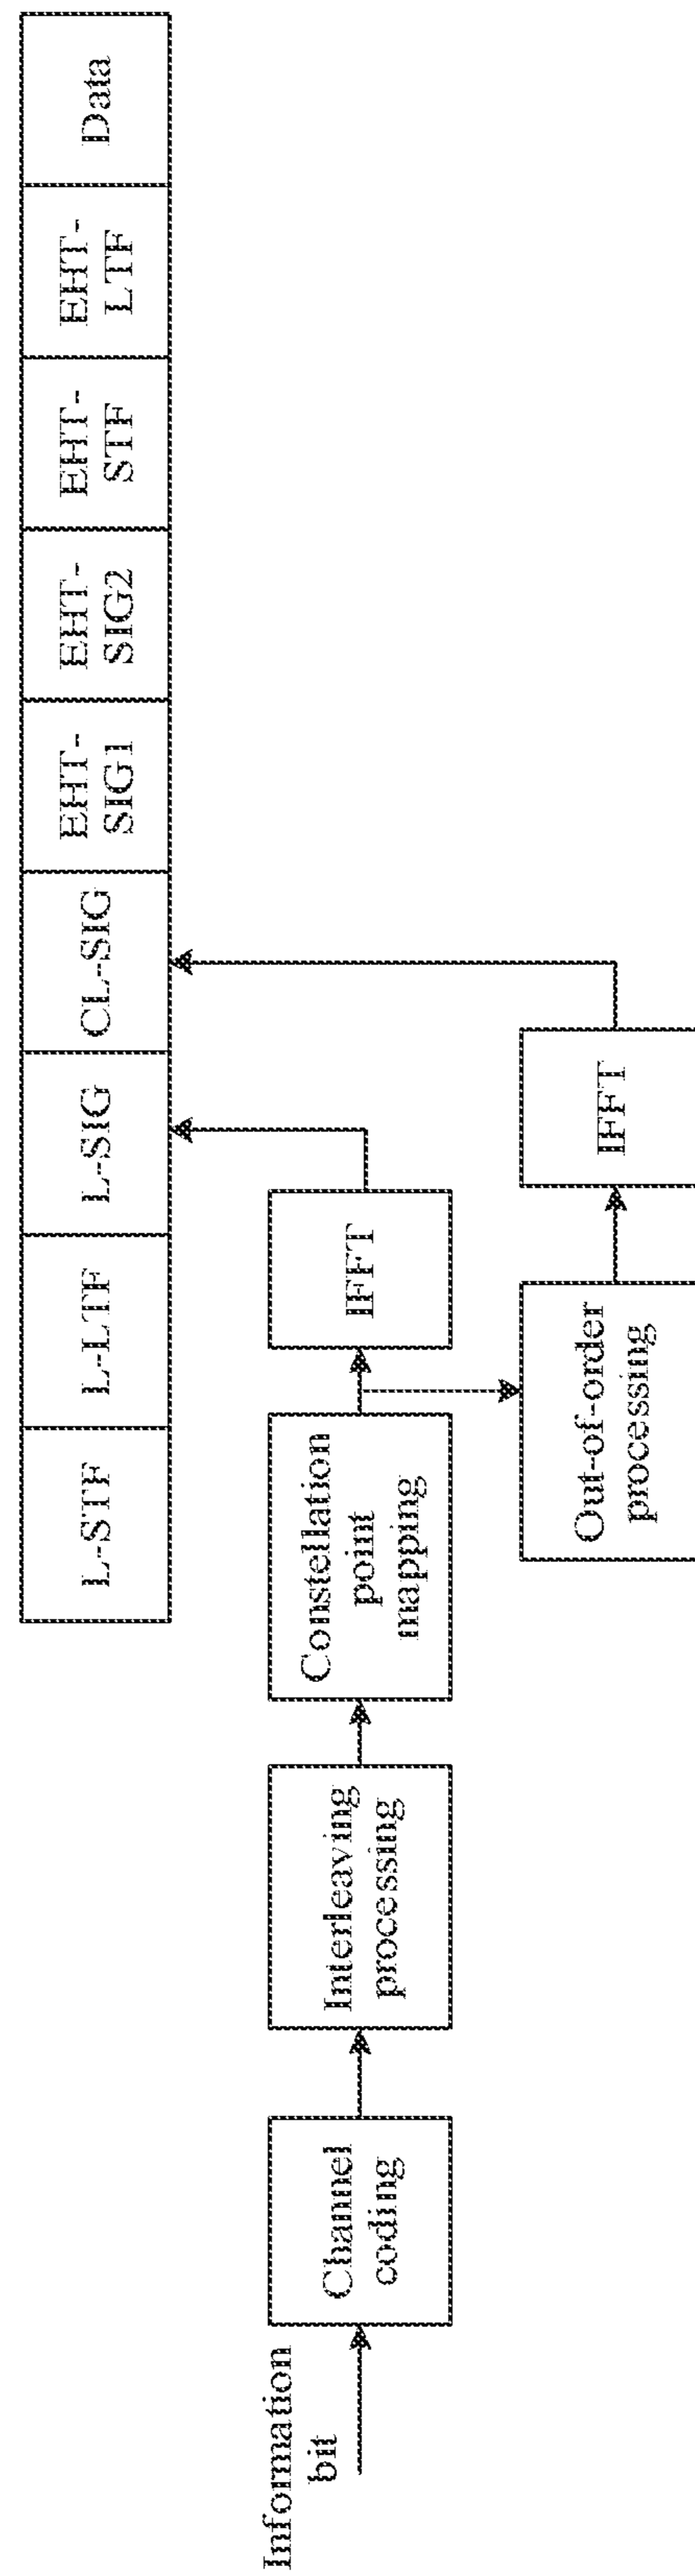 L-STF
L-LTF
L-SIG
CL-SIG
EHT-
SIG1
EHT-
SIG2
EHT-
STF
EHT-
LTF
Data
Information
bit
Channel
coding
Interleaving
processing
Constellation
point
mapping
IFFT
Out-of-order
processing
IFFT